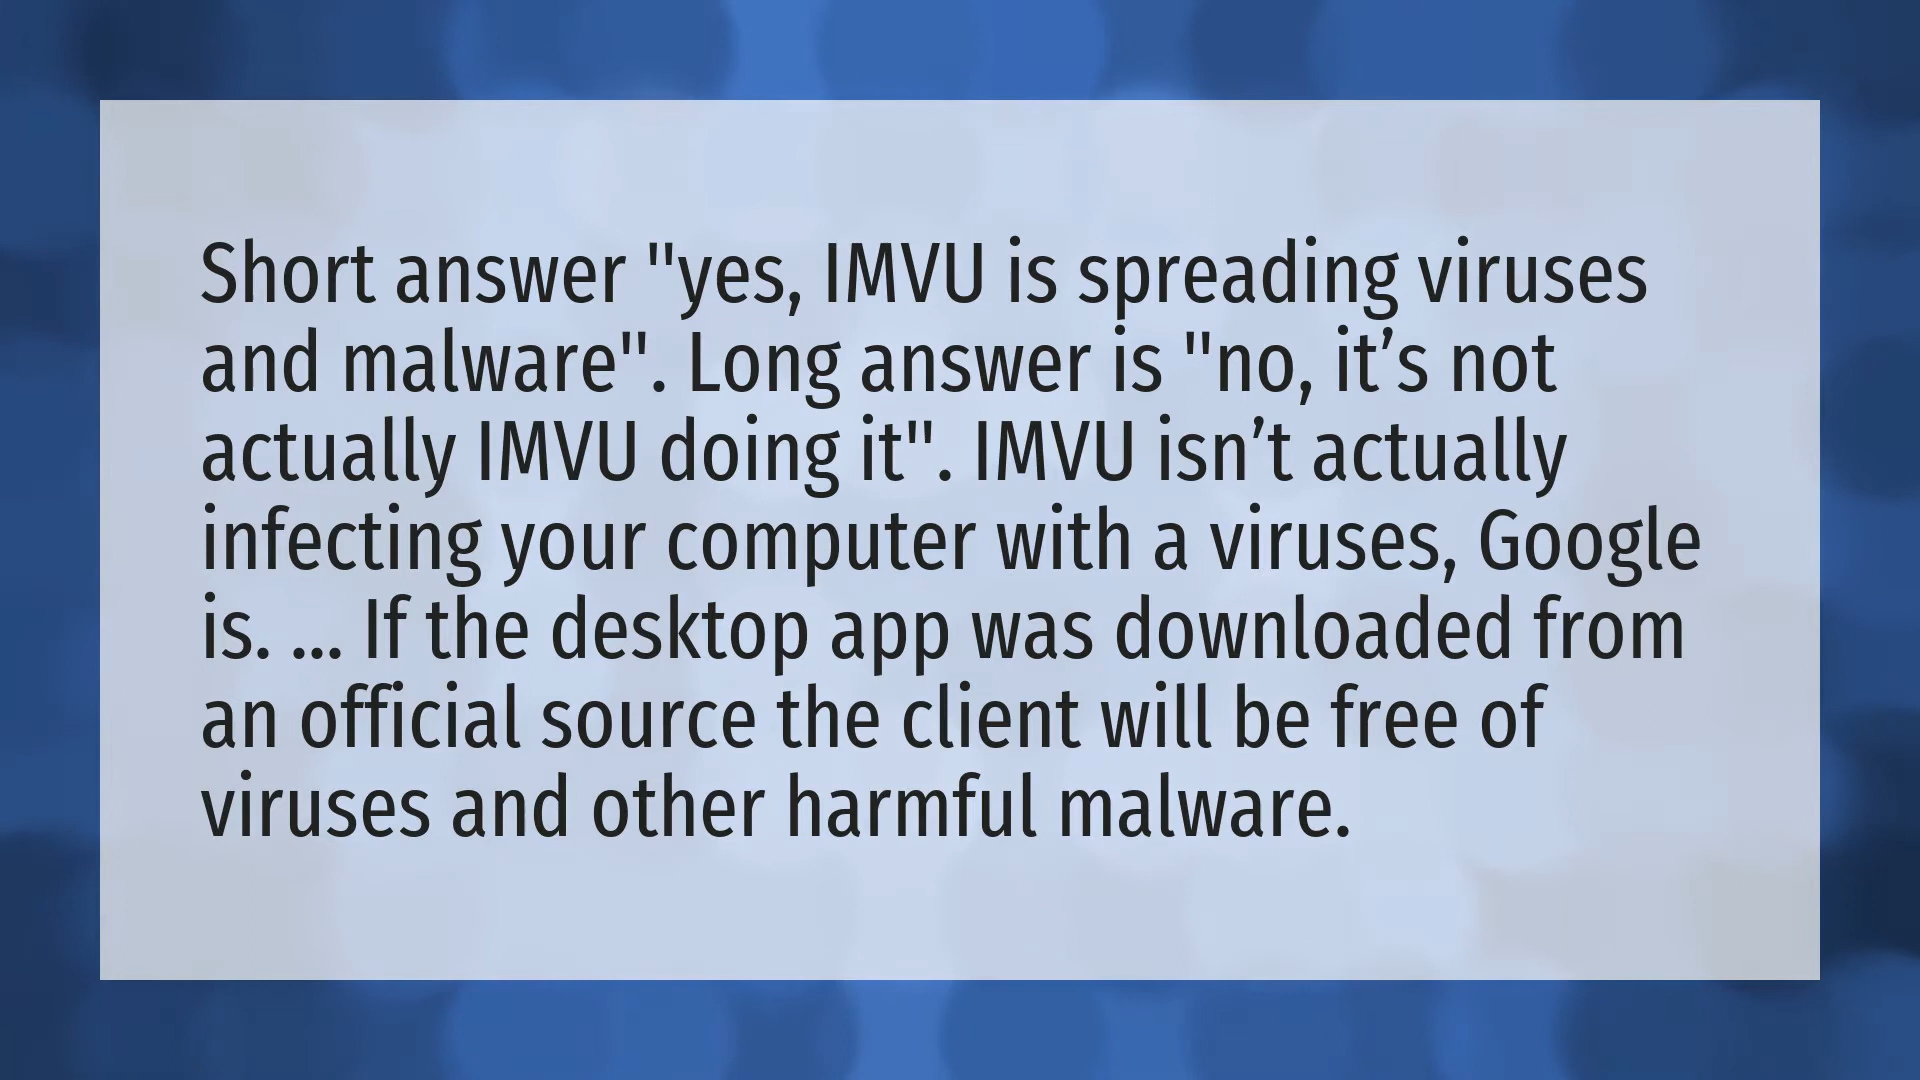 Short answer "yes, IMVU is spreading viruses
and malware". Long answer is "no, it’s not
actually IMVU doing it". IMVU isn’t actually
infecting your computer with a viruses, Google
is. ... If the desktop app was downloaded from
an official source the client will be free of
viruses and other harmful malware.